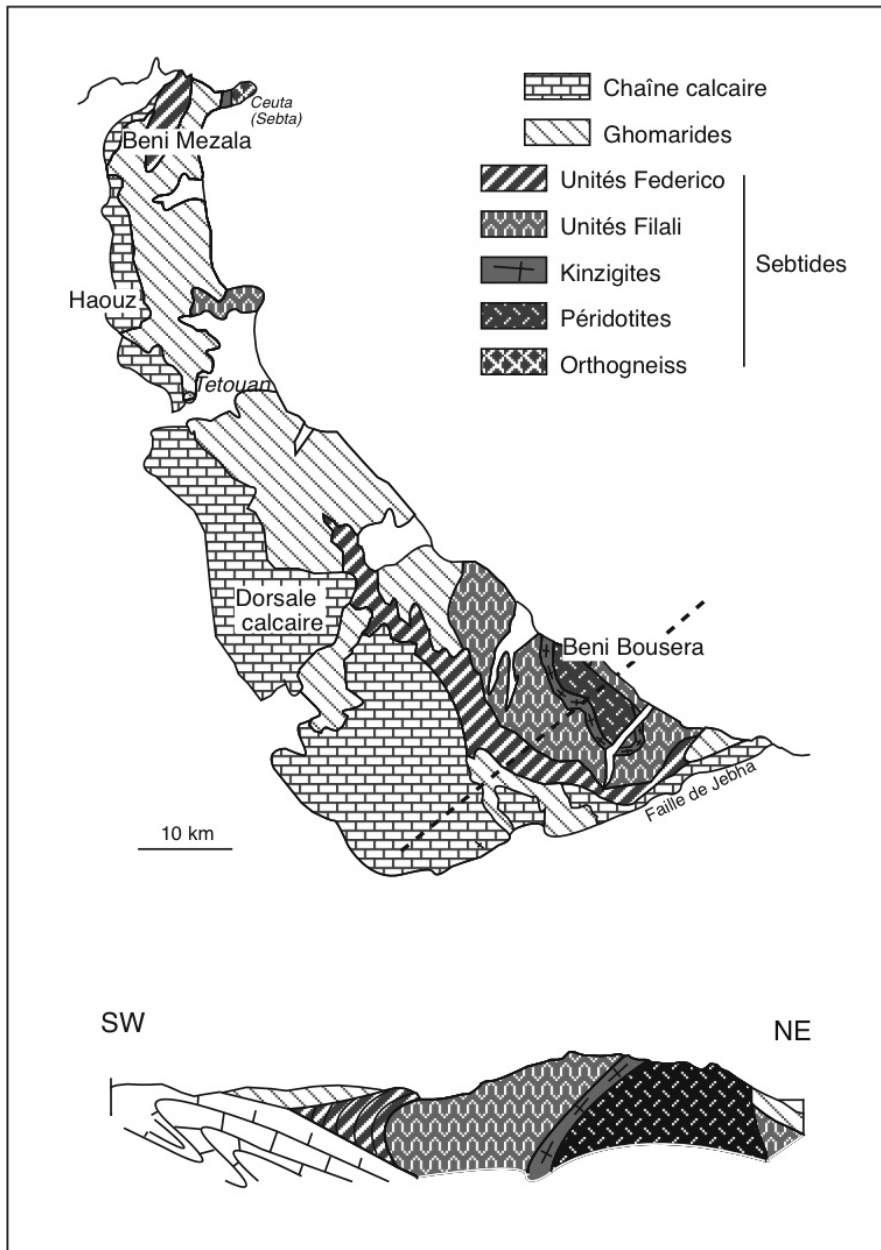 Ceuta
(Sebta)
Beni Mezala
Haouz
Tetouan
Chaîne calcaire
Ghomarides
Unités Federico
Unités Filali
Kinzigites
Péridotites
Orthogneiss
Sebtides
Dorsale
calcaire
Beni Bousera
Faille de Jebha
10 km
SW
NE